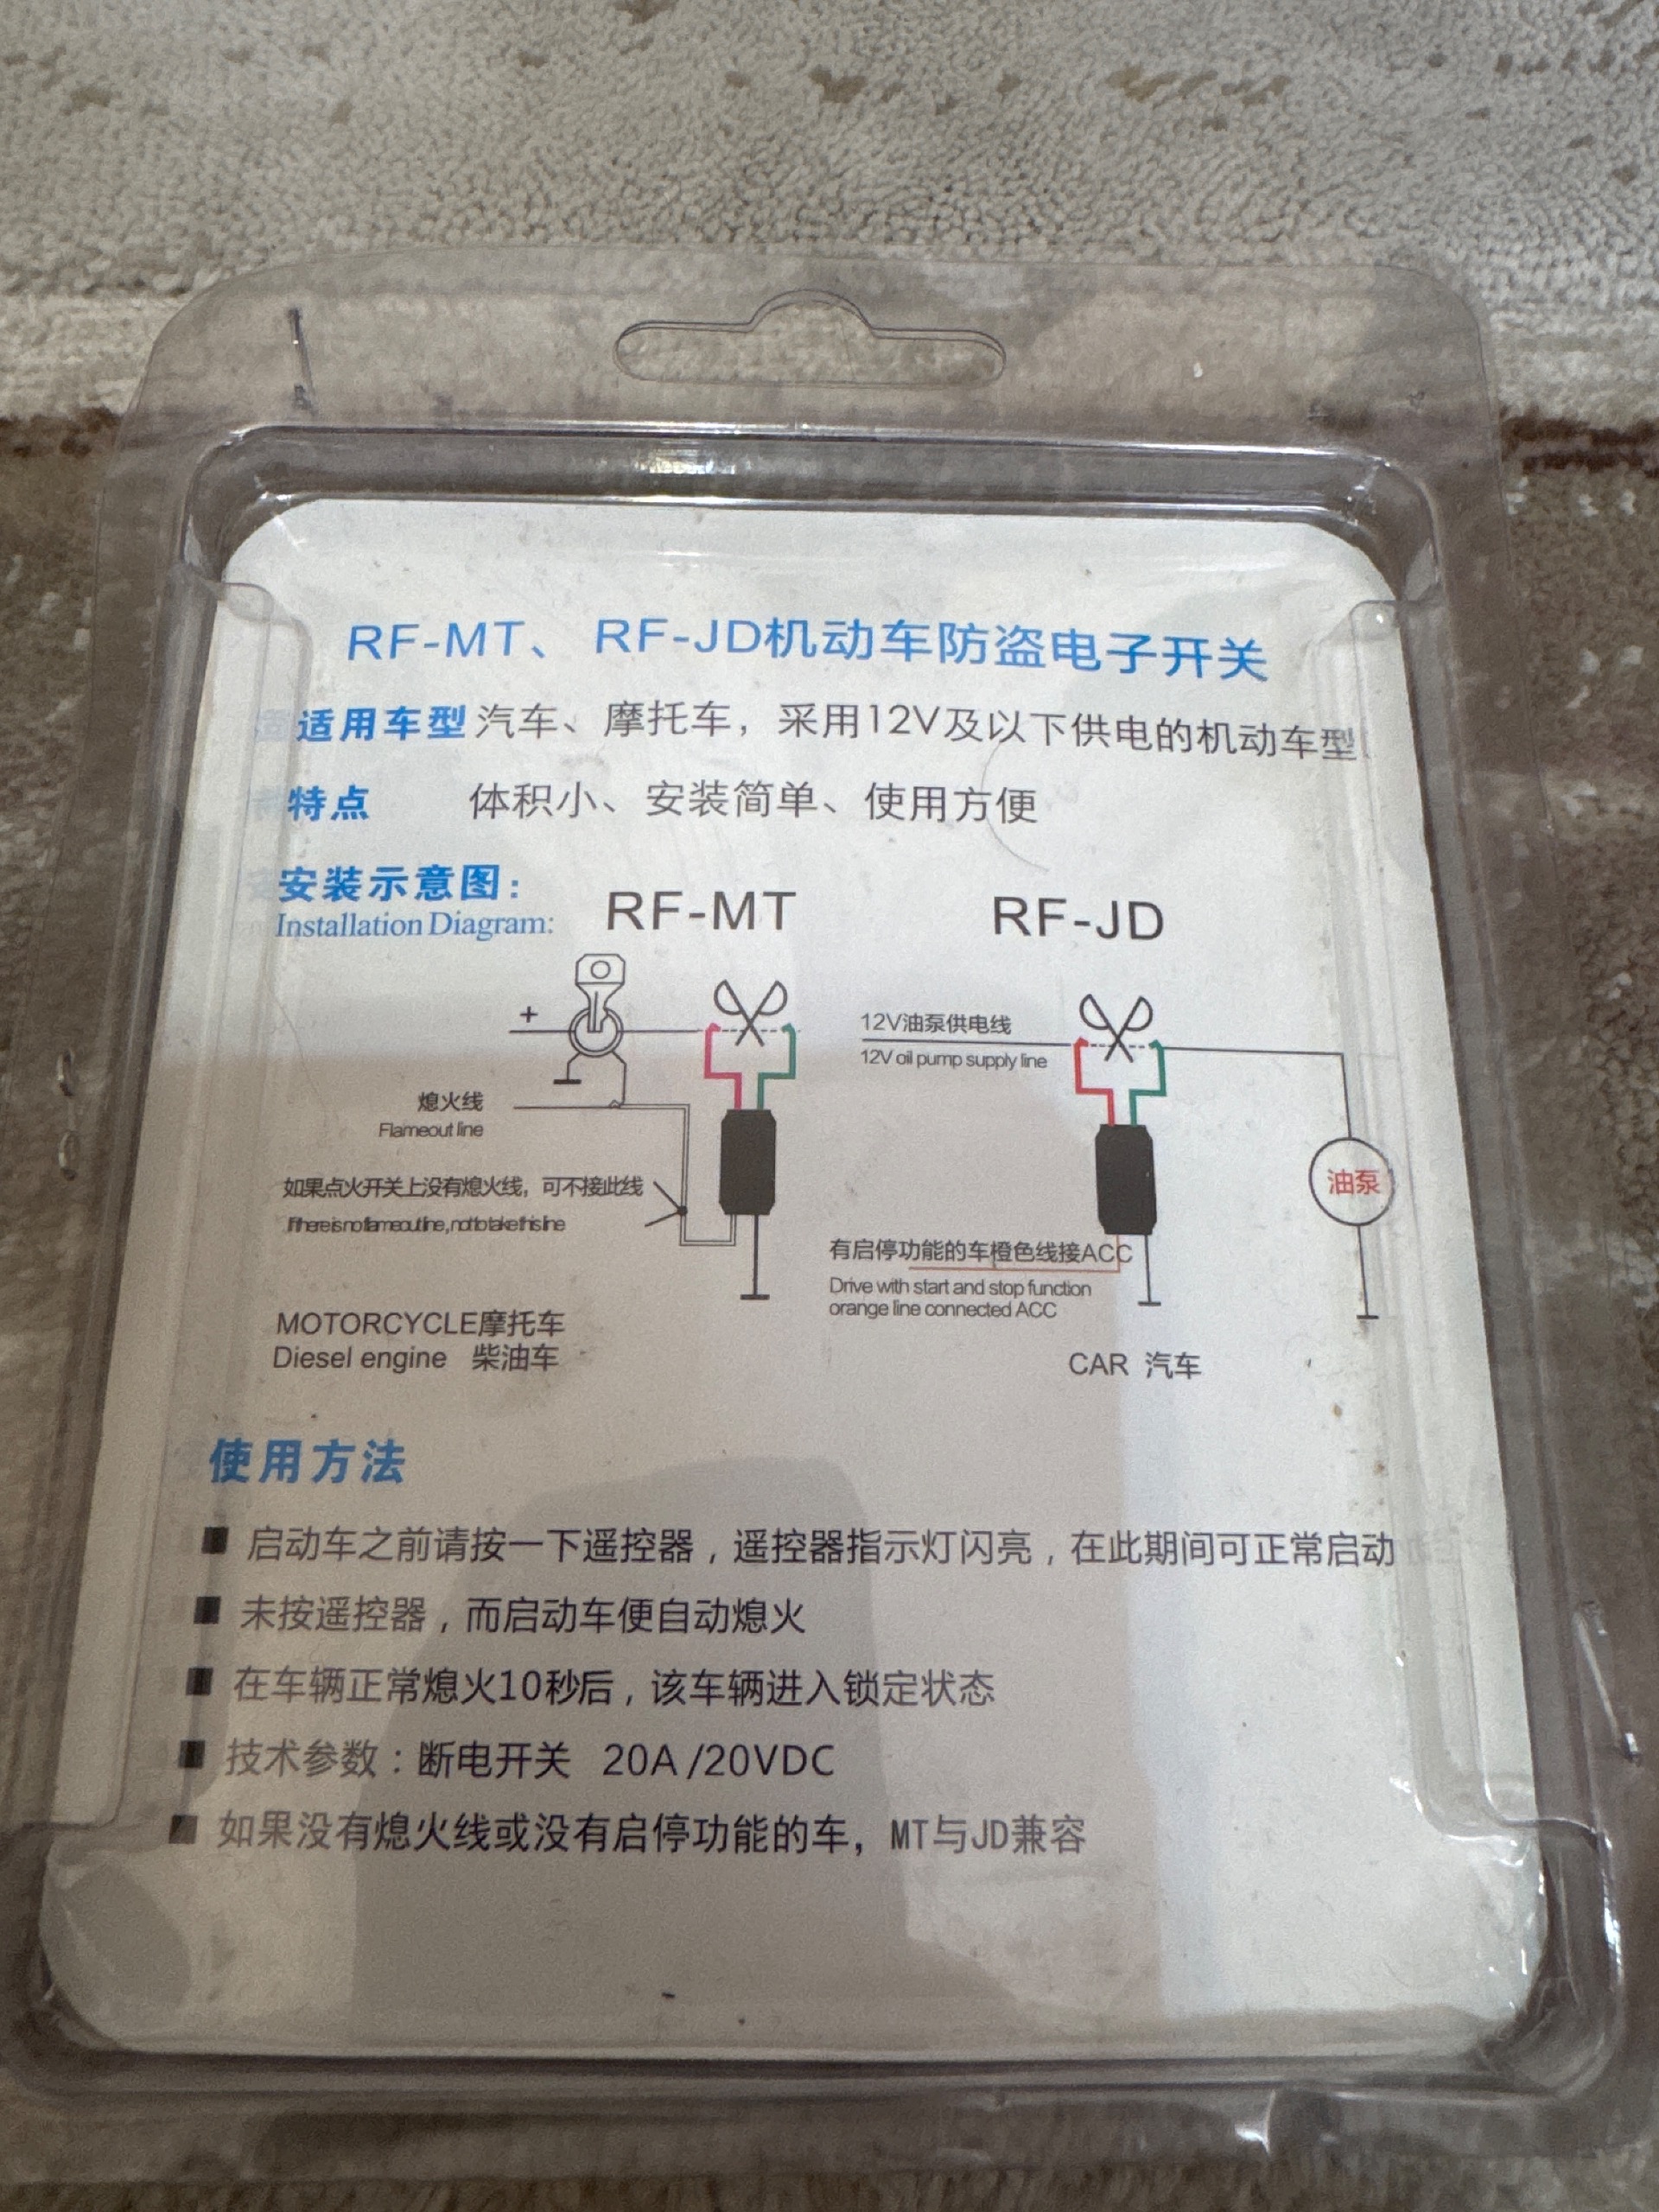 RF-MT、 RF-JD机动车防盗电子开关
适用车型 汽车、摩托车，采用12V及以下供电的机动车型
特点 体积小、安装简单、使用方便
安装示意图：
Installation Diagram:
RF-MT
RF-JD
+
熄火线
Flameout line
如果点火开关上没有熄火线，可不接此线
If there is no flameout line, not to take this line
MOTORCYCLE摩托车
Diesel engine 柴油车
12V油泵供电线
12V oil pump supply line
油泵
有启停功能的车橙色线接ACC
Drive with start and stop function
orange line connected ACC
CAR 汽车
使用方法
■ 启动车之前请按一下遥控器，遥控器指示灯闪亮，在此期间可正常启动
■ 未按遥控器，而启动车便自动熄火
■ 在车辆正常熄火10秒后，该车辆进入锁定状态
■ 技术参数：断电开关 20A /20VDC
■ 如果没有熄火线或没有启停功能的车，MT与JD兼容